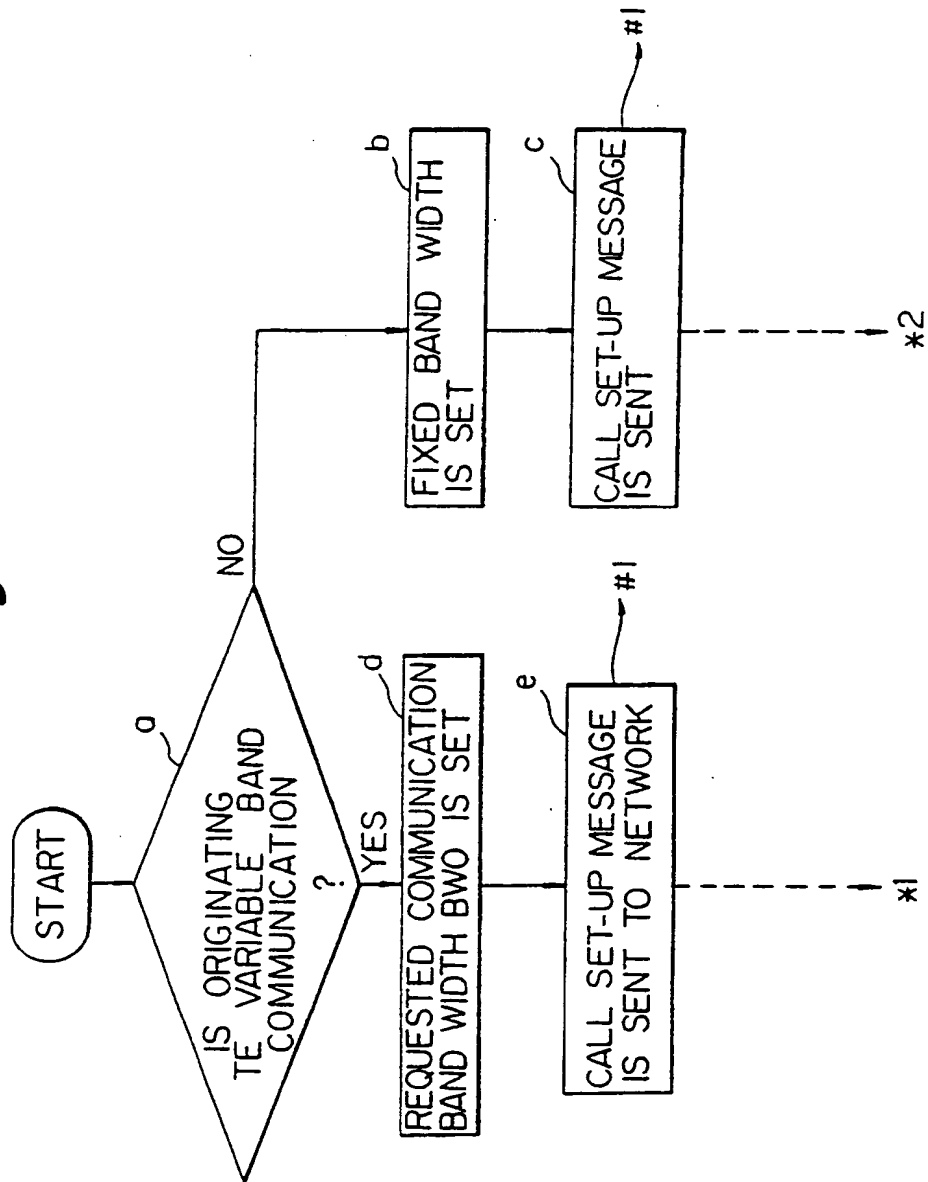 START
a
IS ORIGINATING
TE VARIABLE BAND
COMMUNICATION
?
NO
YES
d
REQUESTED COMMUNICATION
BAND WIDTH BWO IS SET
b
FIXED BAND WIDTH
IS SET
e
CALL SET-UP MESSAGE
IS SENT TO NETWORK
#1
c
CALL SET-UP MESSAGE
IS SENT
#1
*1
*2